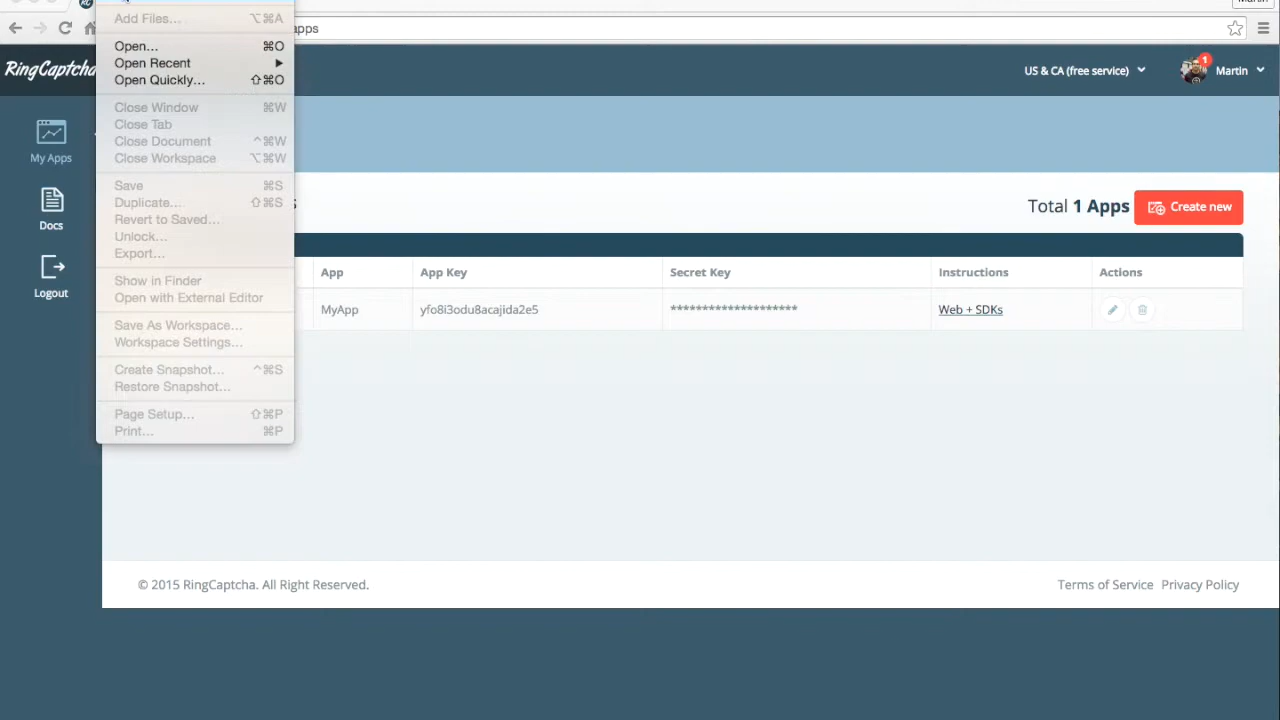 Martin
Add Files... ⌥⌘A
pps
Open... ⌘O
Open Recent ▶
Open Quickly... ⇧⌘O
RingCaptcha
US & CA (free service)
1
Martin
Close Window ⌘W
Close Tab
Close Document ^⌘W
Close Workspace ⌥⌘W
My Apps
Save ⌘S
Duplicate... ⇧⌘S
Revert to Saved...
Unlock...
Export...
s
Total 1 Apps
Create new
Docs
Show in Finder
Open with External Editor
App
App Key
Secret Key
Instructions
Actions
Logout
MyApp
yfo8i3odu8acajida2e5
********************
Web + SDKs
Save As Workspace...
Workspace Settings...
Create Snapshot... ^⌘S
Restore Snapshot...
Page Setup... ⇧⌘P
Print... ⌘P
© 2015 RingCaptcha. All Right Reserved.
Terms of Service Privacy Policy